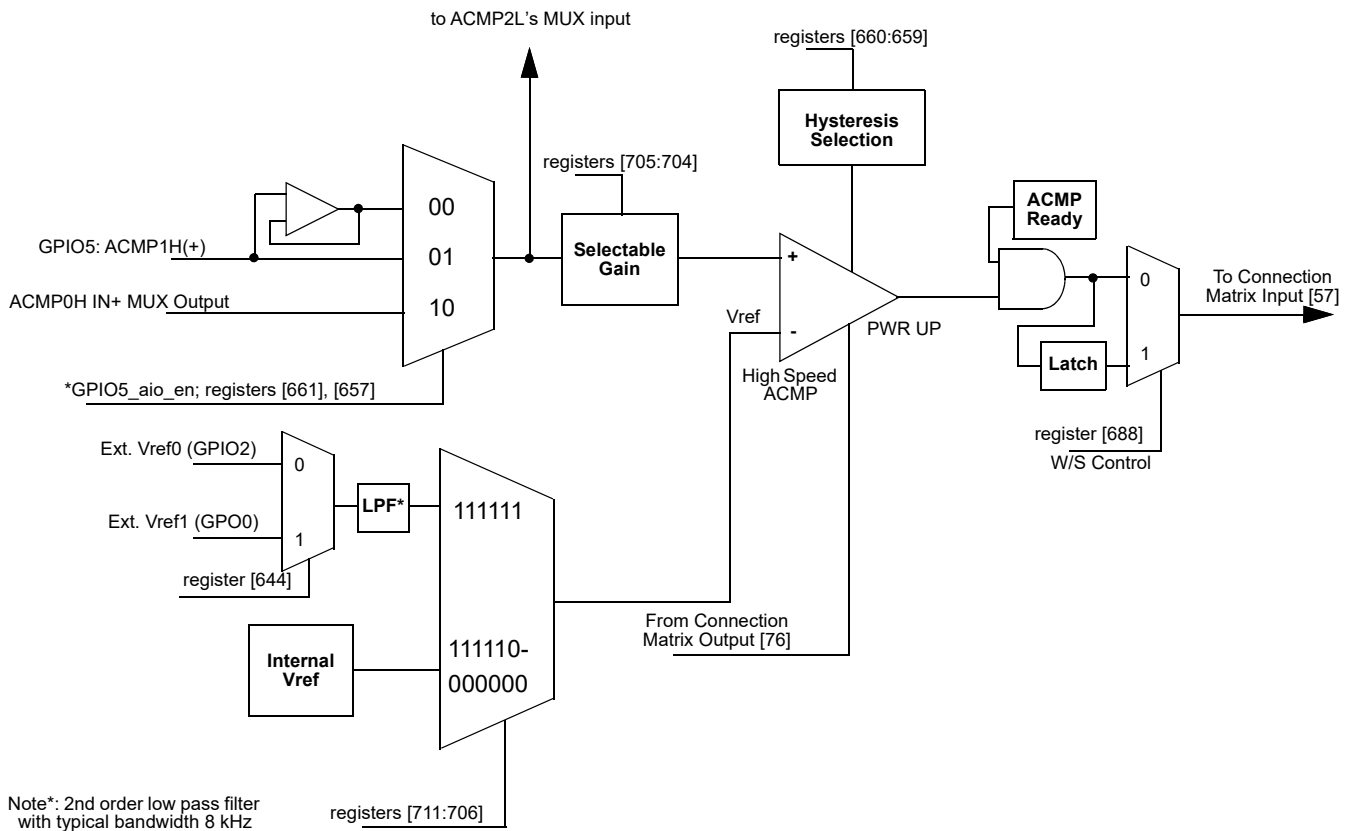 to ACMP2L's MUX input
registers [660:659]
Hysteresis
Selection
registers [705:704]
ACMP
Ready
00
GPIO5: ACMP1H(+)
01
Selectable
Gain
+
0
To Connection
Matrix Input [57]
ACMP0H IN+ MUX Output
10
Vref
-
PWR UP
1
Latch
High Speed
ACMP
*GPIO5_aio_en; registers [661], [657]
register [688]
W/S Control
Ext. Vref0 (GPIO2)
0
LPF*
111111
Ext. Vref1 (GPO0)
1
register [644]
From Connection
Matrix Output [76]
Internal
Vref
111110-
000000
Note*: 2nd order low pass filter
with typical bandwidth 8 kHz
registers [711:706]